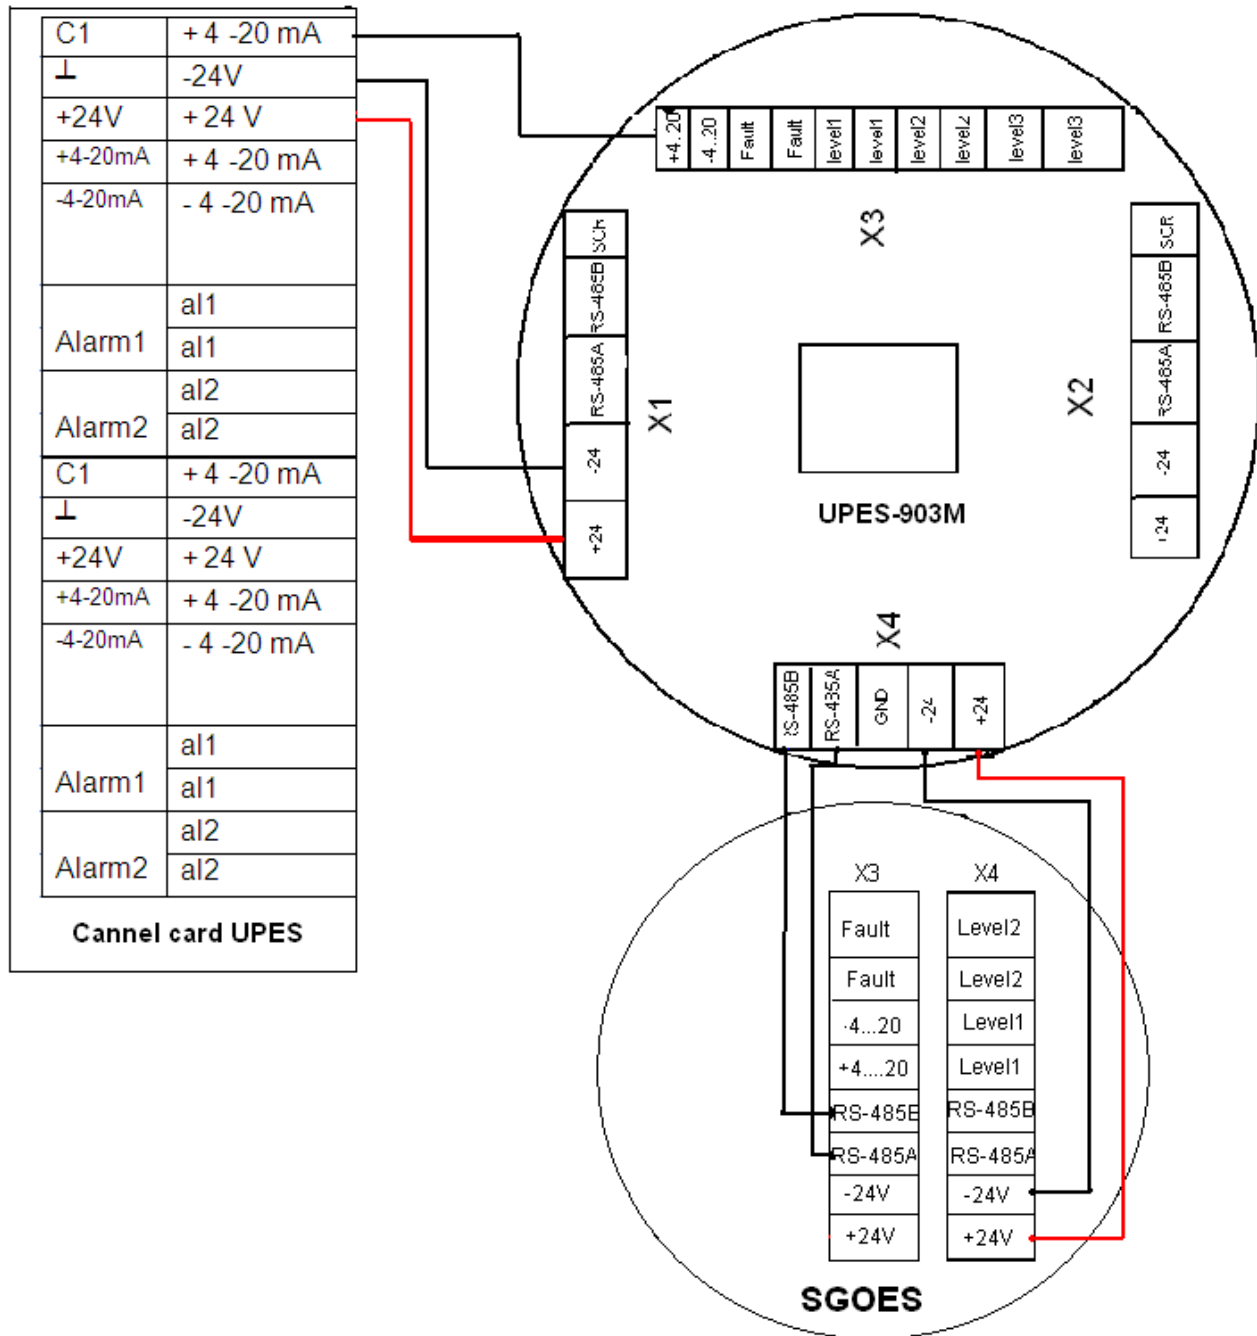 C1 +4 -20 mA
⊥ -24V
+24V +24 V
+4-20mA +4 -20 mA
-4-20mA - 4 -20 mA
Alarm1 al1
al1
Alarm2 al2
al2
C1 +4 -20 mA
⊥ -24V
+24V +24 V
+4-20mA +4 -20 mA
-4-20mA - 4 -20 mA
Alarm1 al1
al1
Alarm2 al2
al2
Cannel card UPES
+4..20 -4..20 Fault Fault level1 level1 level2 level2 level3 level3
X3
SCR
RS-485B
RS-485A
-24
+24
X1
UPES-903M
X2
SCR
RS-485B
RS-485A
-24
+24
X4
RS-485B RS-485A GND -24 +24
X3 X4
Fault Level2
Fault Level2
-4...20 Level1
+4....20 Level1
RS-485B RS-485B
RS-485A RS-485A
-24V -24V
+24V +24V
SGOES